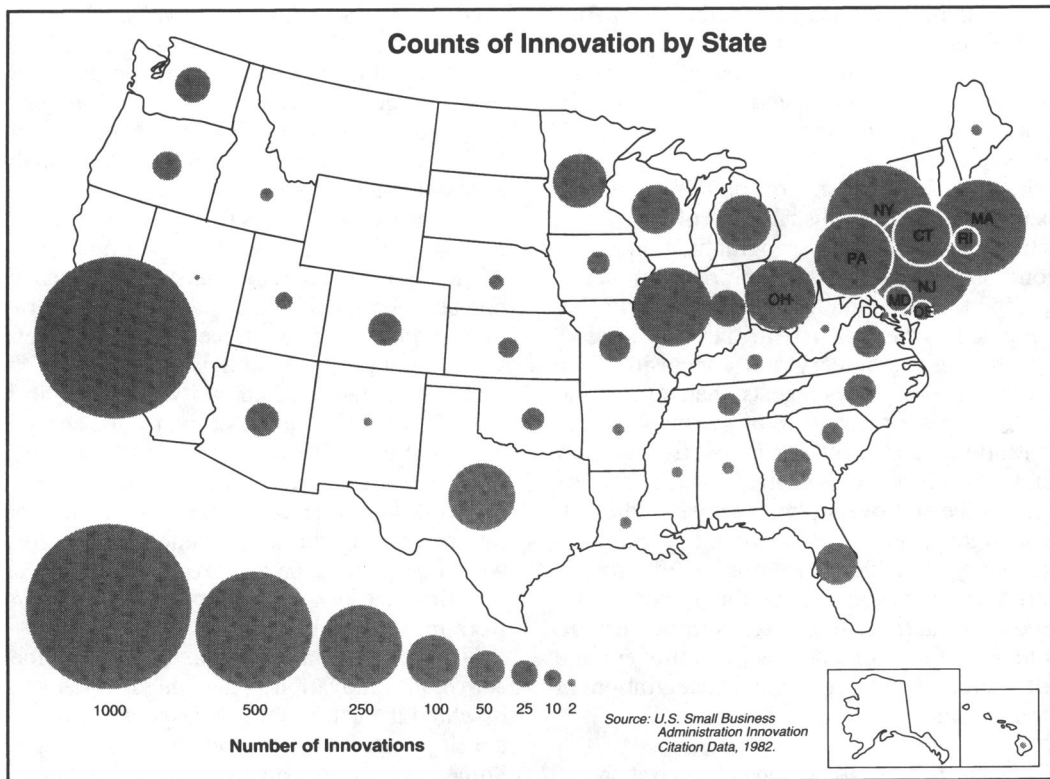 Counts of Innovation by State
NY
MA
CT
RI
PA
NJ
OH
MD
DC
DE
1000
500
250
100
50
25
10
2
Number of Innovations
Source: U.S. Small Business
Administration Innovation
Citation Data, 1982.